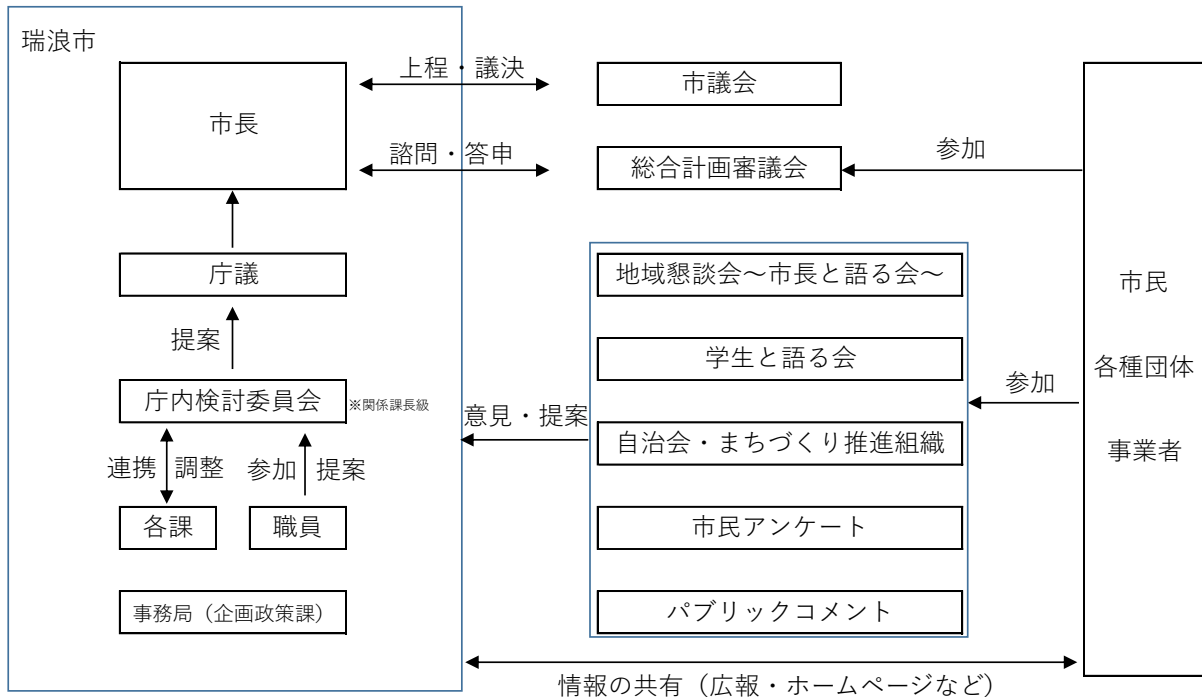 瑞浪市
市長
上程・議決
市議会
諮問・答申
総合計画審議会
参加
庁議
提案
庁内検討委員会
※関係課長級
連携
調整
参加
提案
各課
職員
事務局（企画政策課）
意見・提案
地域懇談会～市長と語る会～
学生と語る会
自治会・まちづくり推進組織
市民アンケート
パブリックコメント
参加
市民
各種団体
事業者
情報の共有（広報・ホームページなど）